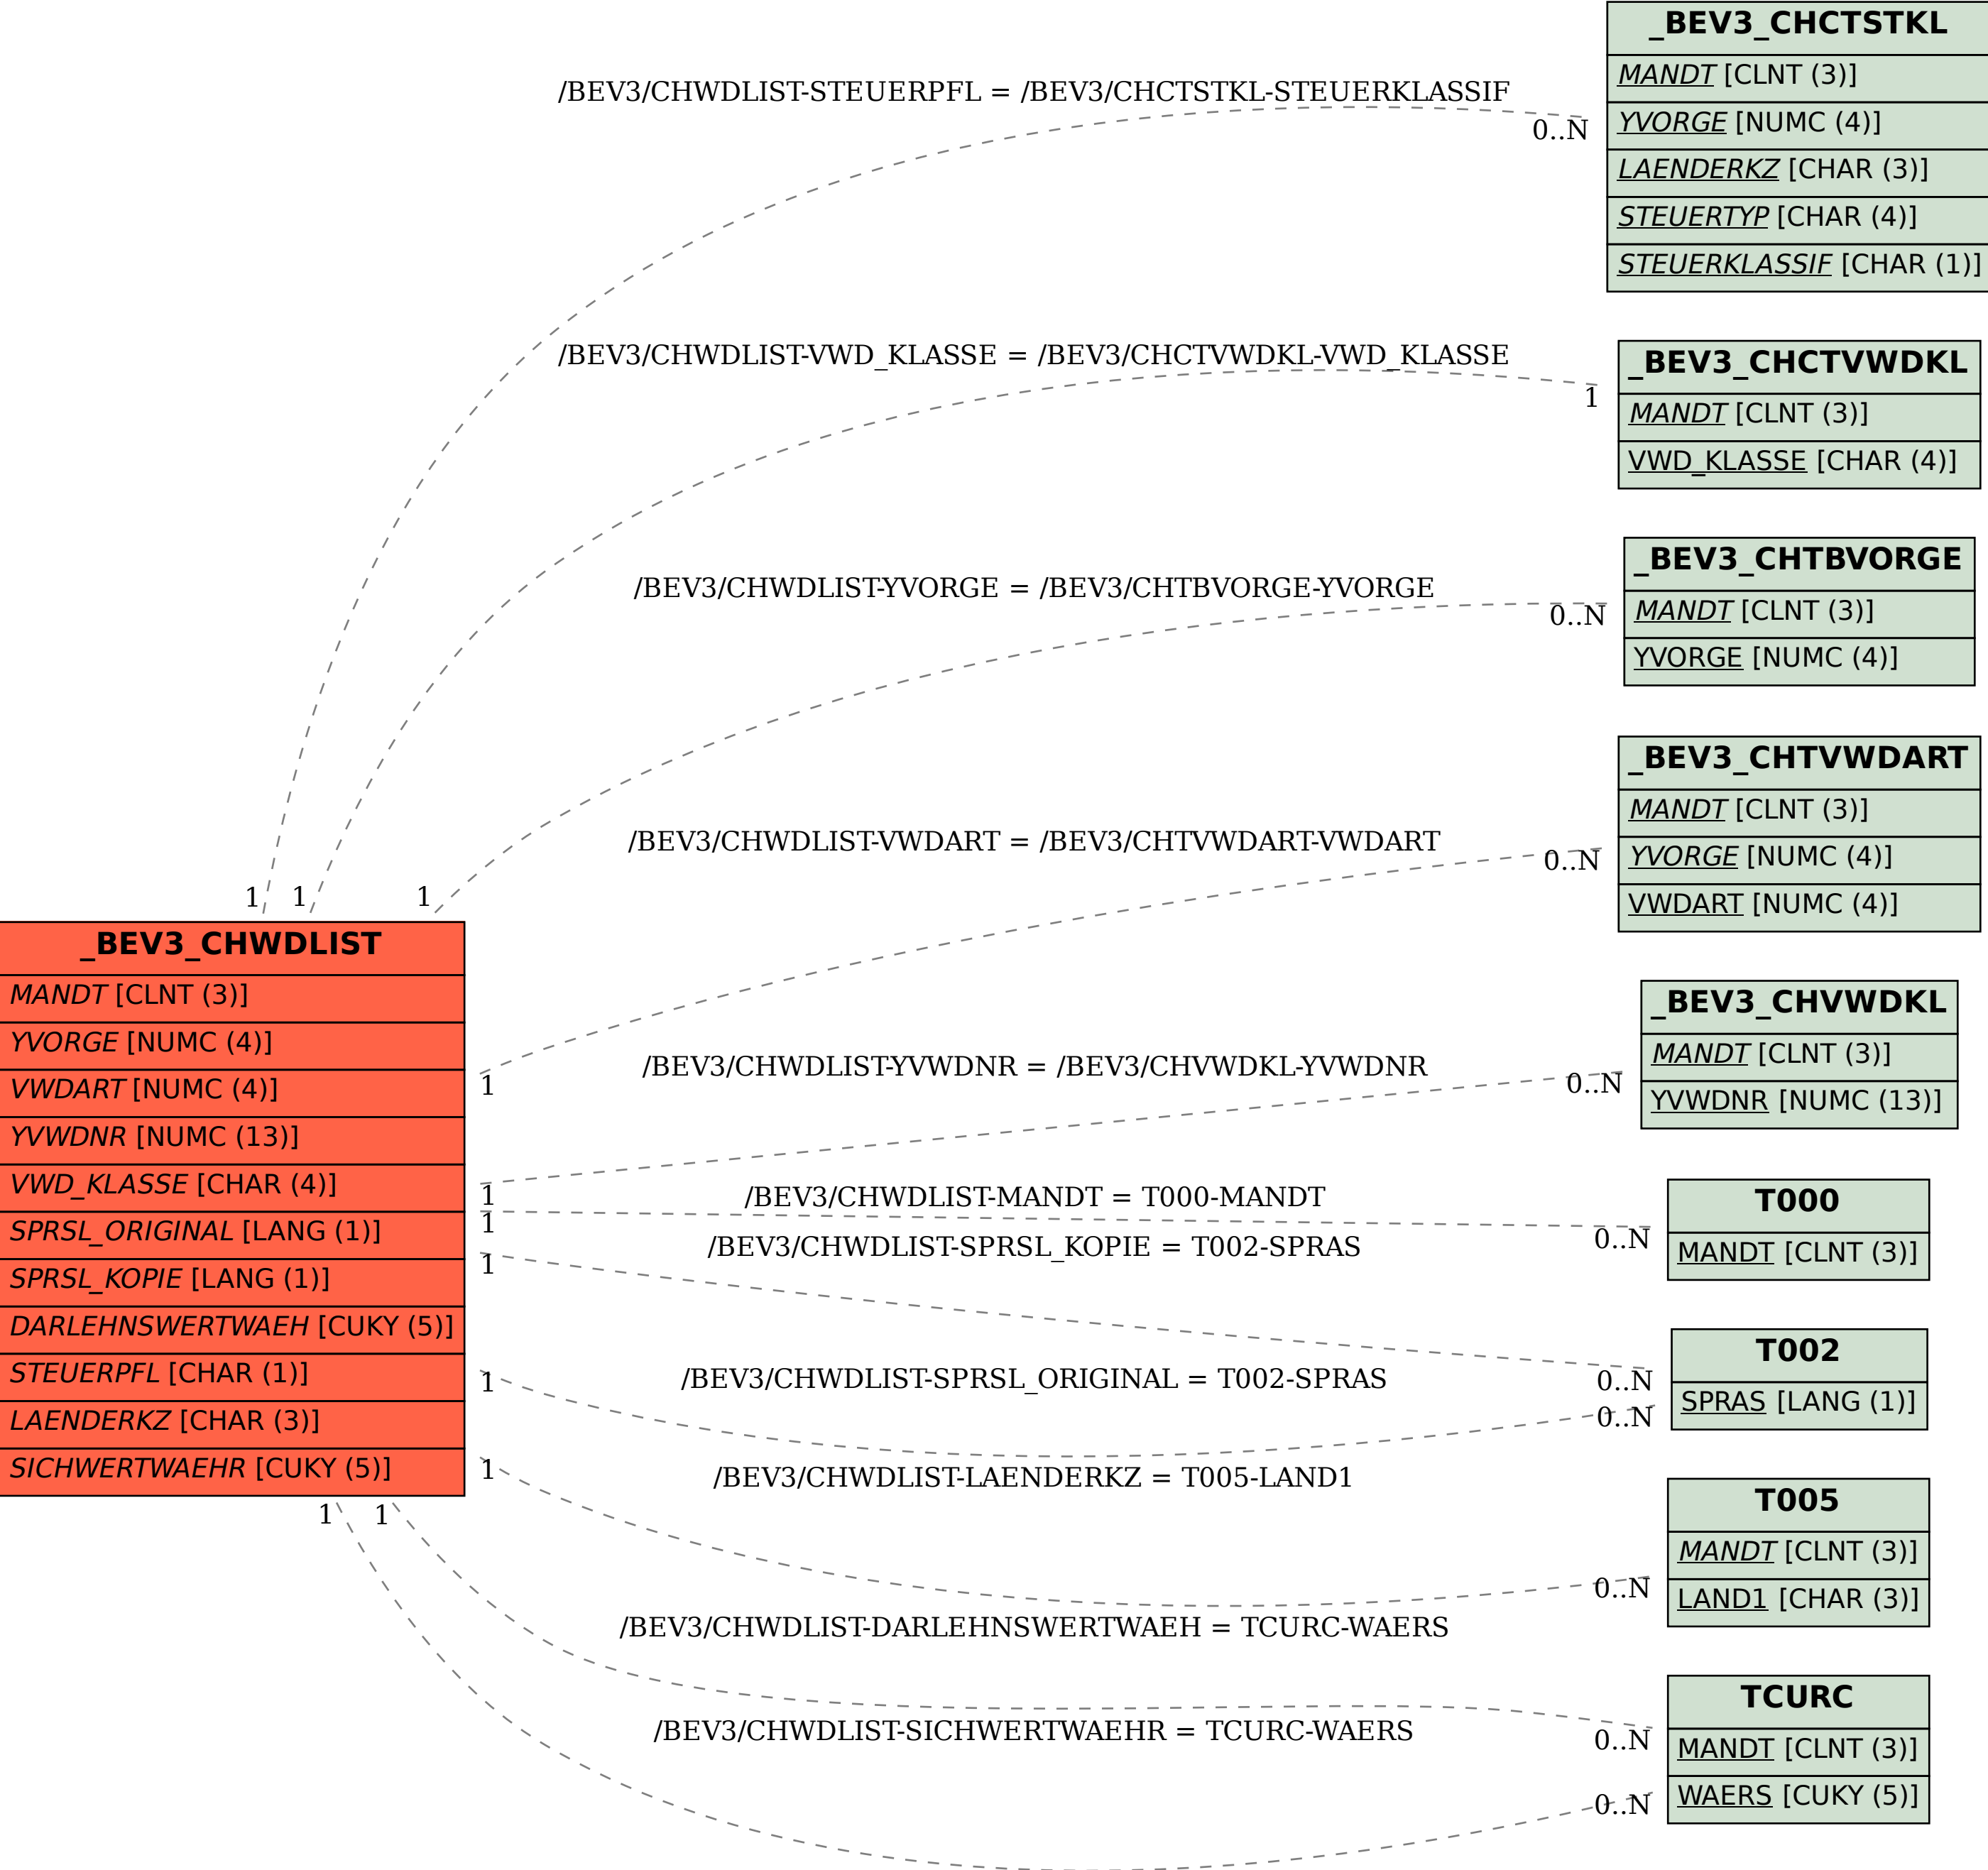 _BEV3_CHCTSTKL
MANDT [CLNT (3)]
YVORGE [NUMC (4)]
LAENDERKZ [CHAR (3)]
STEUERTYP [CHAR (4)]
STEUERKLASSIF [CHAR (1)]
/BEV3/CHWDLIST-STEUERPFL = /BEV3/CHCTSTKL-STEUERKLASSIF
0..N
/BEV3/CHWDLIST-VWD_KLASSE = /BEV3/CHCTVWDKL-VWD_KLASSE
1
_BEV3_CHCTVWDKL
MANDT [CLNT (3)]
VWD_KLASSE [CHAR (4)]
/BEV3/CHWDLIST-YVORGE = /BEV3/CHTBVORGE-YVORGE
0..N
_BEV3_CHTBVORGE
MANDT [CLNT (3)]
YVORGE [NUMC (4)]
/BEV3/CHWDLIST-VWDART = /BEV3/CHTVWDART-VWDART
0..N
_BEV3_CHTVWDART
MANDT [CLNT (3)]
YVORGE [NUMC (4)]
VWDART [NUMC (4)]
1
1
1
_BEV3_CHWDLIST
MANDT [CLNT (3)]
YVORGE [NUMC (4)]
VWDART [NUMC (4)]
YVWDNR [NUMC (13)]
VWD_KLASSE [CHAR (4)]
SPRSL_ORIGINAL [LANG (1)]
SPRSL_KOPIE [LANG (1)]
DARLEHNSWERTWAEH [CUKY (5)]
STEUERPFL [CHAR (1)]
LAENDERKZ [CHAR (3)]
SICHWERTWAEHR [CUKY (5)]
1
1
1
1
1
1
1
1
/BEV3/CHWDLIST-YVWDNR = /BEV3/CHVWDKL-YVWDNR
0..N
_BEV3_CHVWDKL
MANDT [CLNT (3)]
YVWDNR [NUMC (13)]
/BEV3/CHWDLIST-MANDT = T000-MANDT
0..N
T000
MANDT [CLNT (3)]
/BEV3/CHWDLIST-SPRSL_KOPIE = T002-SPRAS
0..N
T002
SPRAS [LANG (1)]
/BEV3/CHWDLIST-SPRSL_ORIGINAL = T002-SPRAS
0..N
/BEV3/CHWDLIST-LAENDERKZ = T005-LAND1
0..N
T005
MANDT [CLNT (3)]
LAND1 [CHAR (3)]
/BEV3/CHWDLIST-DARLEHNSWERTWAEH = TCURC-WAERS
0..N
TCURC
MANDT [CLNT (3)]
WAERS [CUKY (5)]
/BEV3/CHWDLIST-SICHWERTWAEHR = TCURC-WAERS
0..N